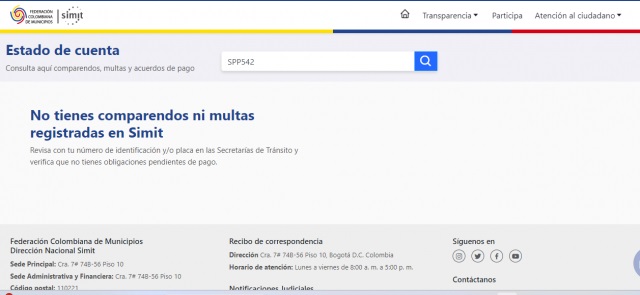 FEDERACIÓN
COLOMBIANA
DE MUNICIPIOS
simit
Transparencia
Participa
Atención al ciudadano
Estado de cuenta
Consulta aquí comparendos, multas y acuerdos de pago
SPP542
No tienes comparendos ni multas
registradas en Simit
Revisa con tu número de identificación y/o placa en las Secretarías de Tránsito y
verifica que no tienes obligaciones pendientes de pago.
Federación Colombiana de Municipios
Dirección Nacional Simit
Sede Principal: Cra. 7# 74B-56 Piso 10
Sede Administrativa y Financiera: Cra. 7# 74B-56 Piso 10
Código postal: 110221
Recibo de correspondencia
Dirección Cra. 7# 74B-56 Piso 10, Bogotá D.C. Colombia
Horario de atención: Lunes a viernes de 8:00 a. m. a 5:00 p. m.
Notificaciones Judiciales
Síguenos en
Contáctanos